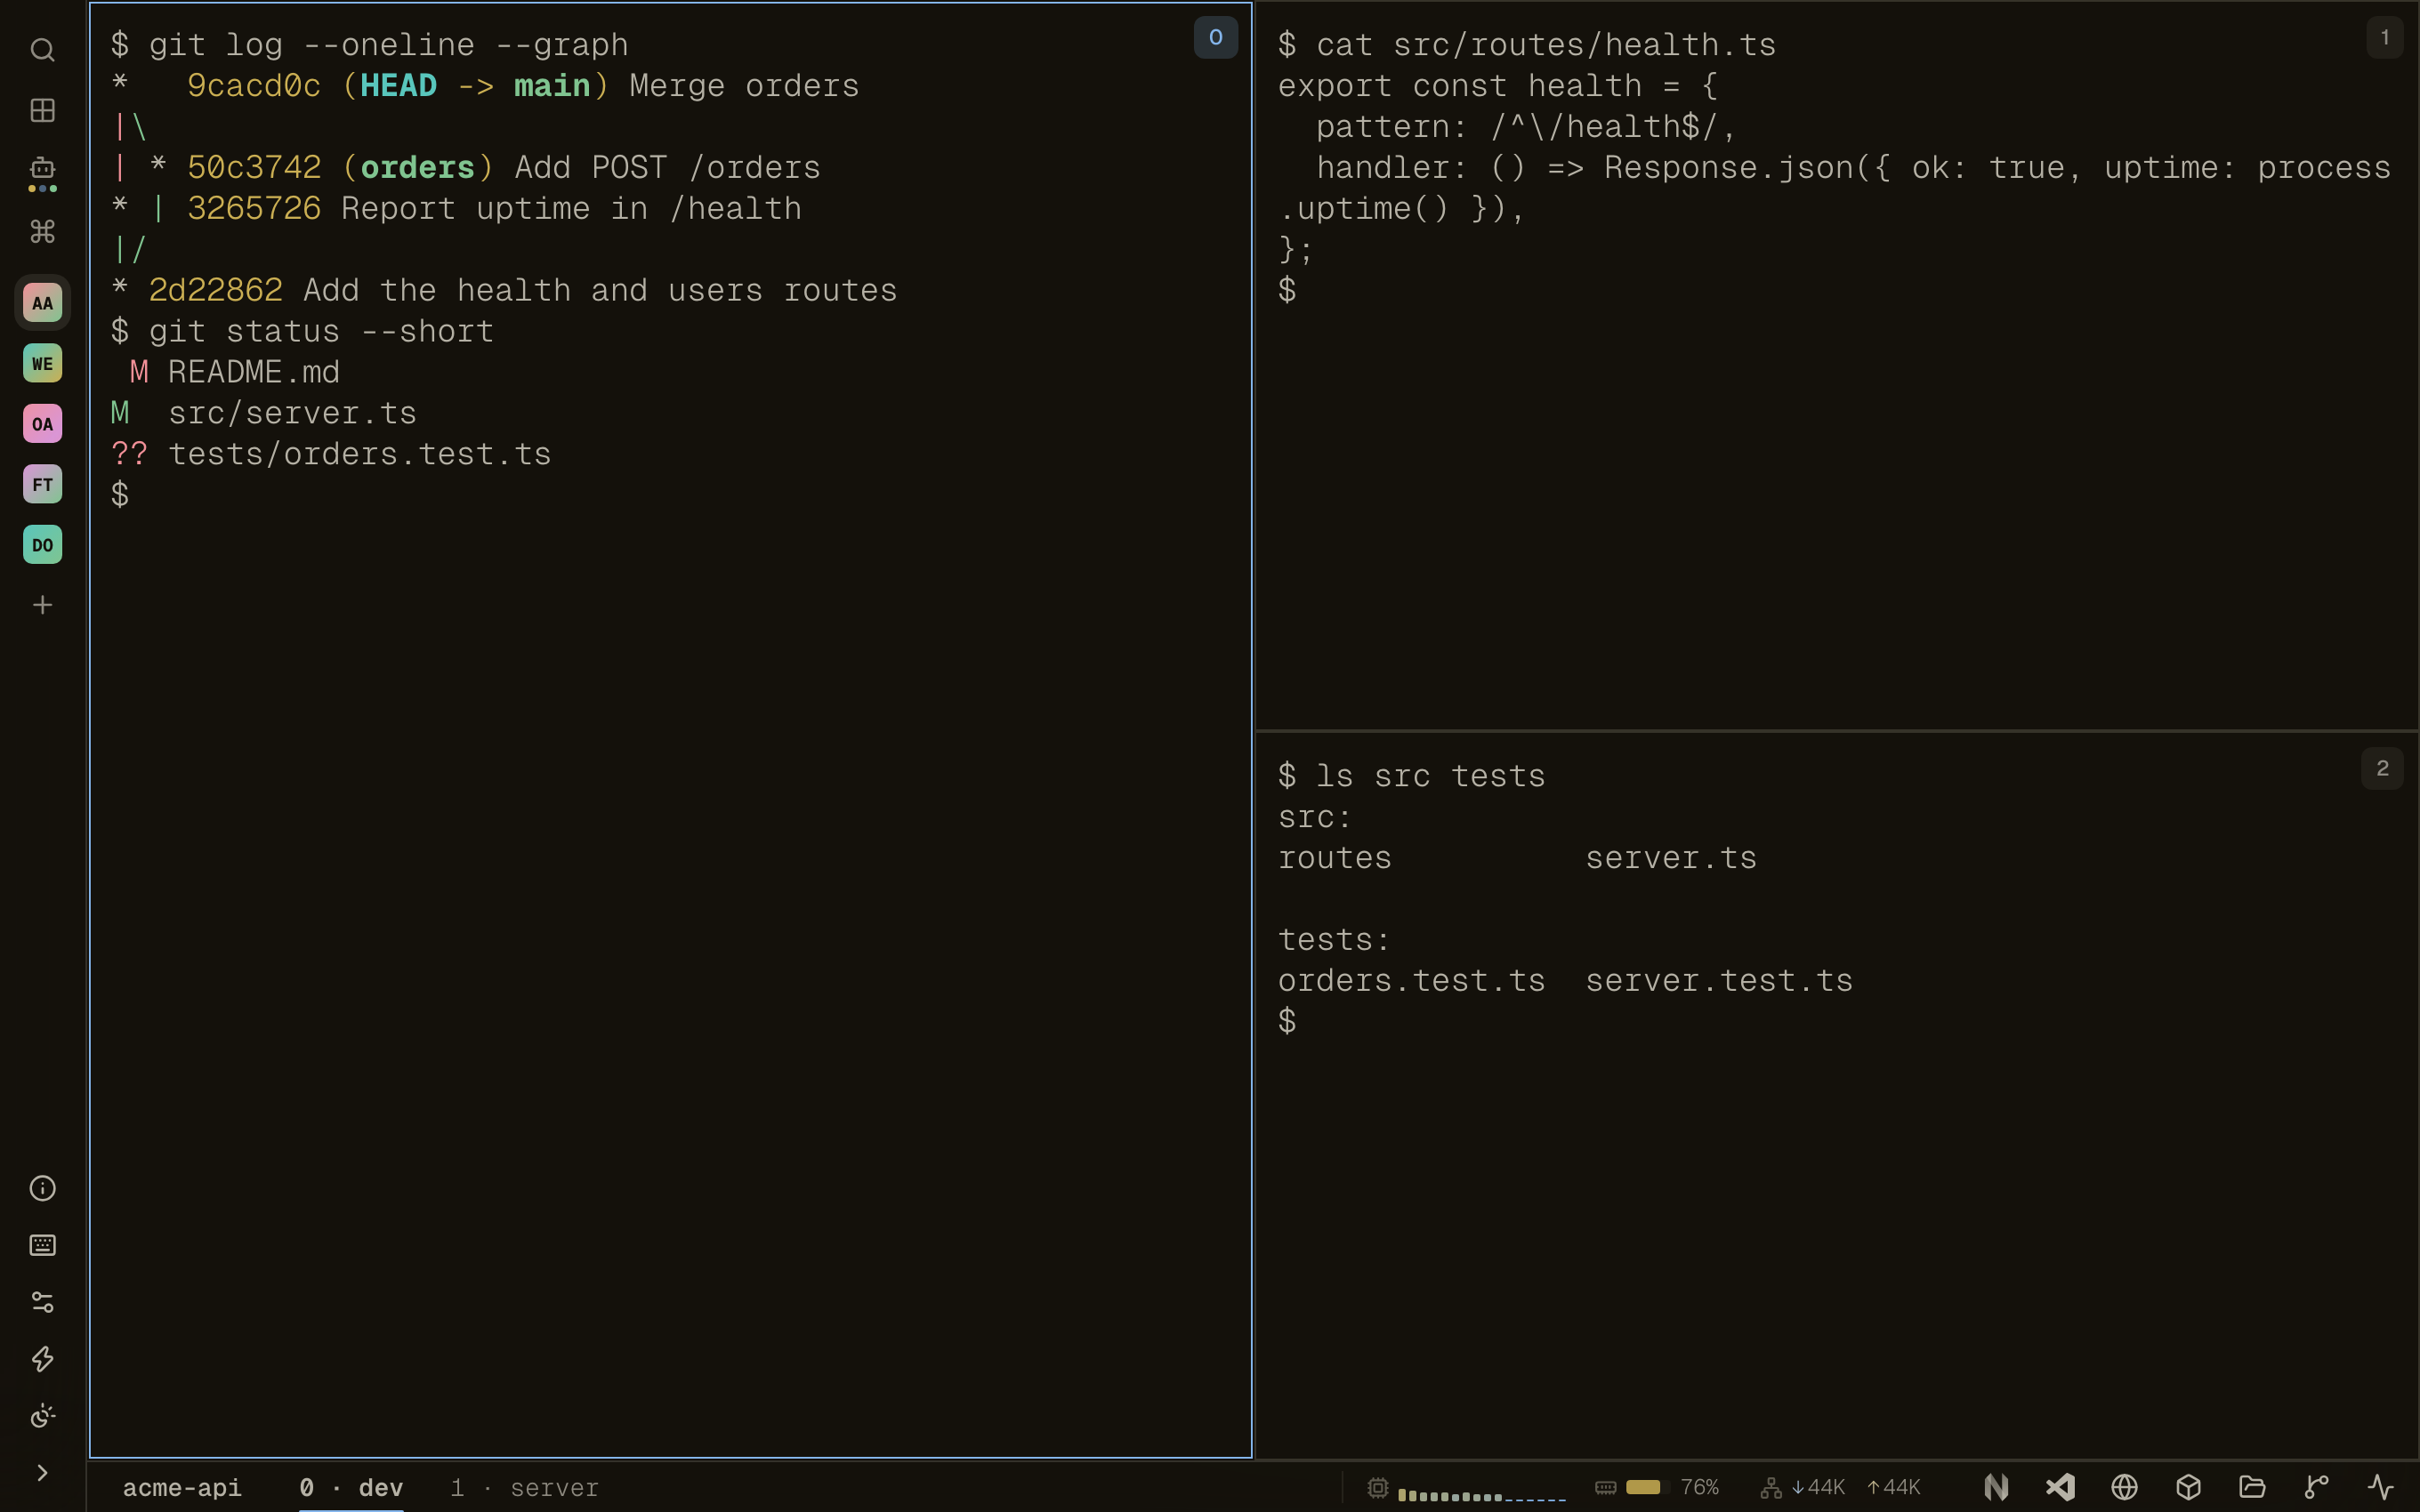 AA
WE
OA
FT
DO
0
$ git log --oneline --graph
*   9cacd0c (HEAD -> main) Merge orders
|\
| * 50c3742 (orders) Add POST /orders
* | 3265726 Report uptime in /health
|/
* 2d22862 Add the health and users routes
$ git status --short
 M README.md
M  src/server.ts
?? tests/orders.test.ts
$
1
$ cat src/routes/health.ts
export const health = {
  pattern: /^\/health$/,
  handler: () => Response.json({ ok: true, uptime: process
.uptime() }),
};
$
2
$ ls src tests
src:
routes          server.ts

tests:
orders.test.ts  server.test.ts
$
acme-api 0 · dev 1 · server 76% ↓44K ↑44K